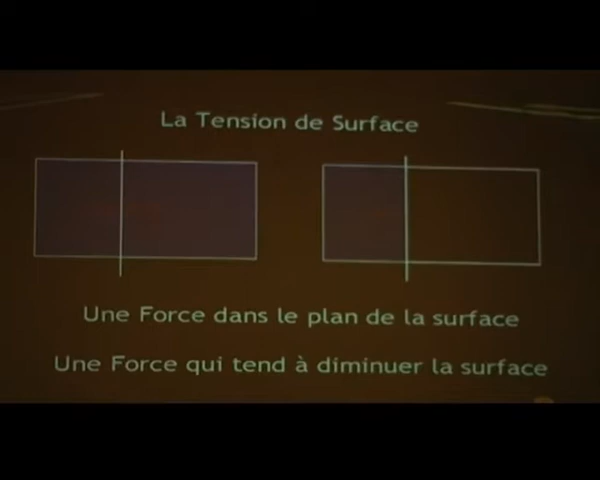 La Tension de Surface
Une Force dans le plan de la surface
Une Force qui tend à diminuer la surface